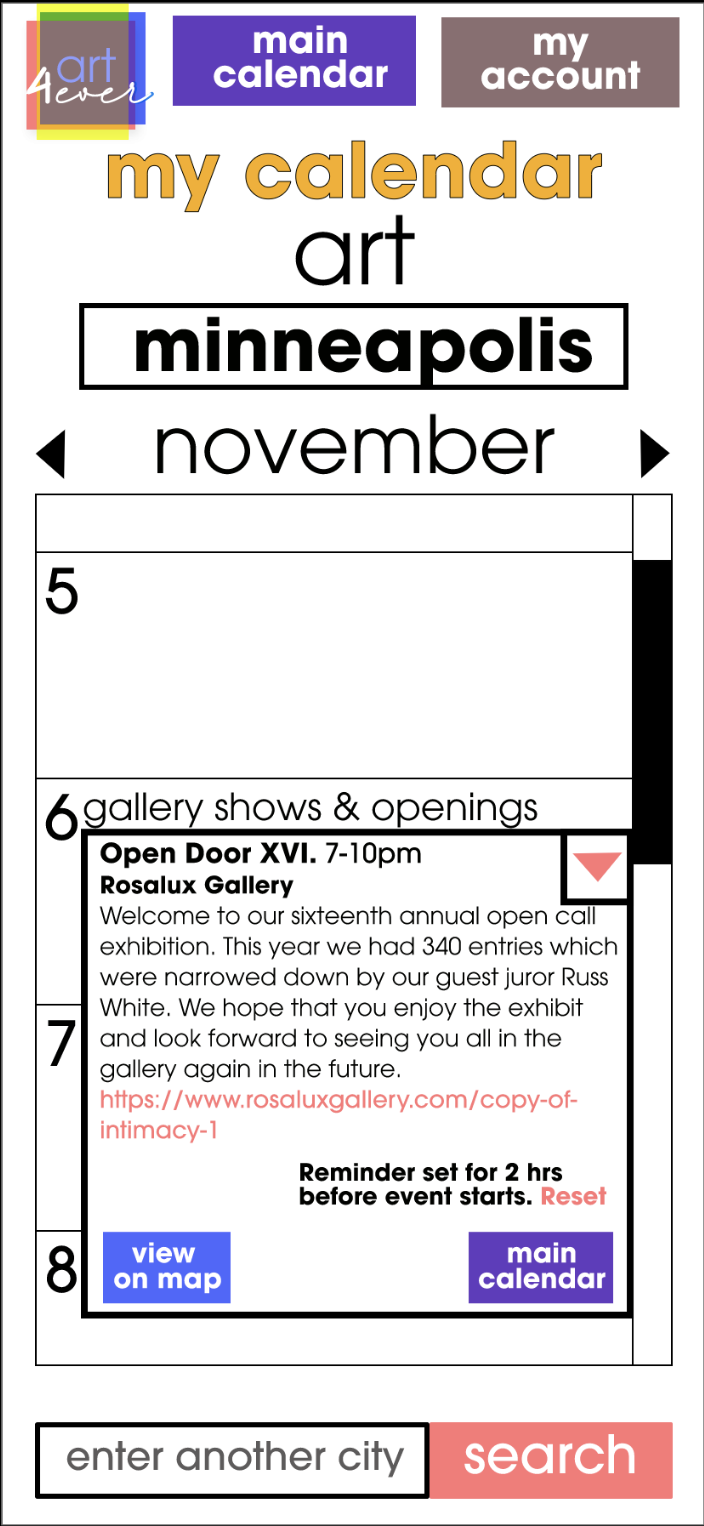 art
4ever
main
calendar
my
account
my calendar
art
minneapolis
november
5
6
gallery shows & openings
Open Door XVI. 7-10pm
Rosalux Gallery
Welcome to our sixteenth annual open call
exhibition. This year we had 340 entries which
were narrowed down by our guest juror Russ
White. We hope that you enjoy the exhibit
and look forward to seeing you all in the
gallery again in the future.
https://www.rosaluxgallery.com/copy-of-
intimacy-1
Reminder set for 2 hrs
before event starts. Reset
7
8
view
on map
main
calendar
enter another city
search